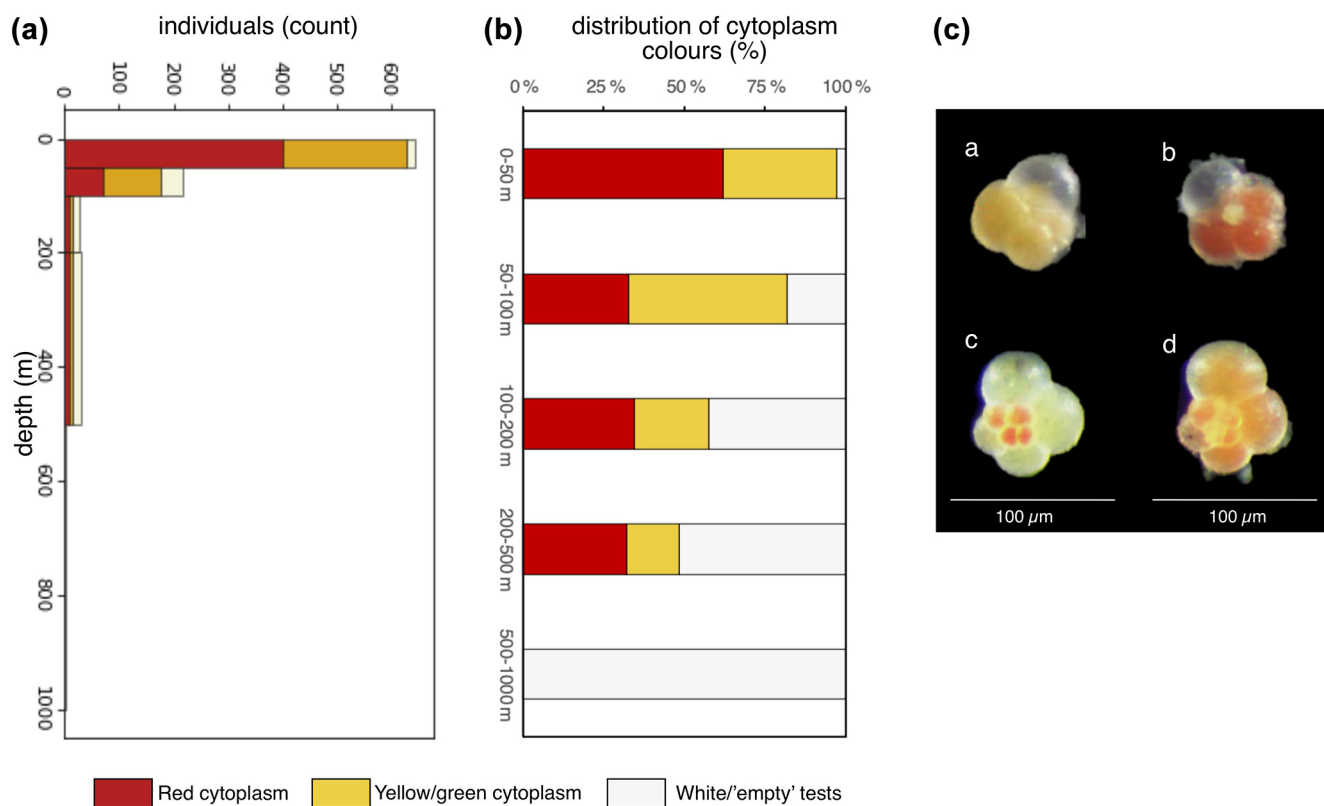 (a)
individuals (count)
0
100
200
300
400
500
600
0
200
400
600
800
1000
depth (m)
(b)
distribution of cytoplasm
colours (%)
0 %
25 %
50 %
75 %
100 %
0-50 m
50-100 m
100-200 m
200-500 m
500-1000 m
(c)
a
b
c
d
100 µm
100 µm
Red cytoplasm
Yellow/green cytoplasm
White/'empty' tests